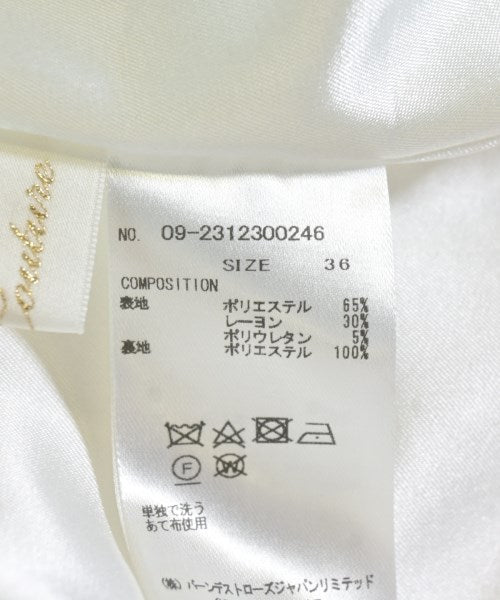 NO. 09-2312300246
SIZE 36
COMPOSITION
表地 ポリエステル 65%
レーヨン 30%
ポリウレタン 5%
裏地 ポリエステル 100%
F
W
単独で洗う
あて布使用
(株) バーンデストローズジャパンリミテッド